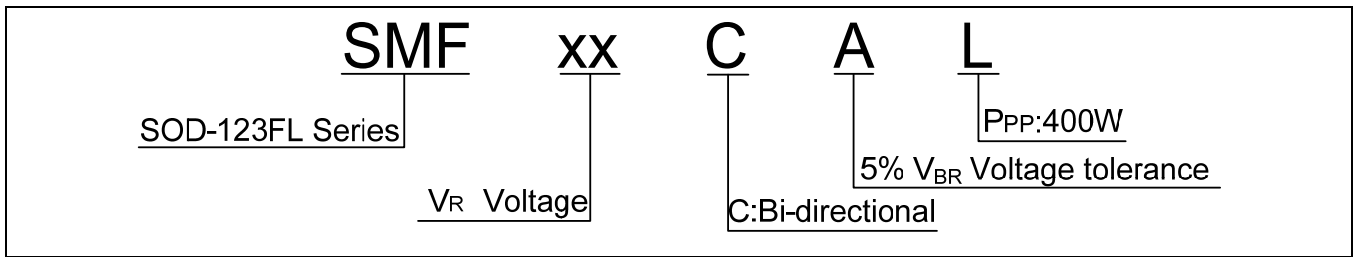 SMF xx C A L
SOD-123FL Series
PPP:400W
5% VBR Voltage tolerance
VR Voltage
C:Bi-directional